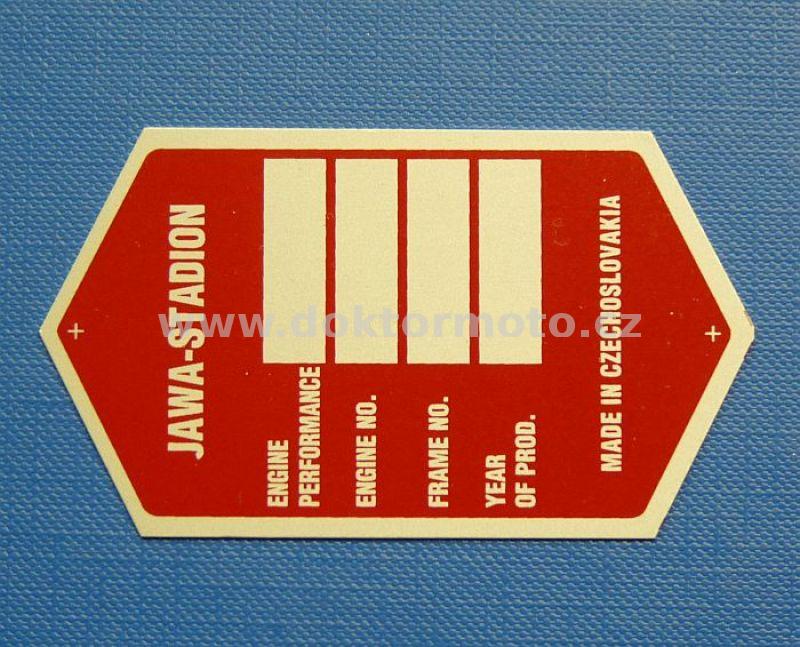 JAWA-STADION
ENGINE
PERFORMANCE
ENGINE NO.
FRAME NO.
YEAR
OF PROD.
MADE IN CZECHOSLOVAKIA
www.doktormoto.cz